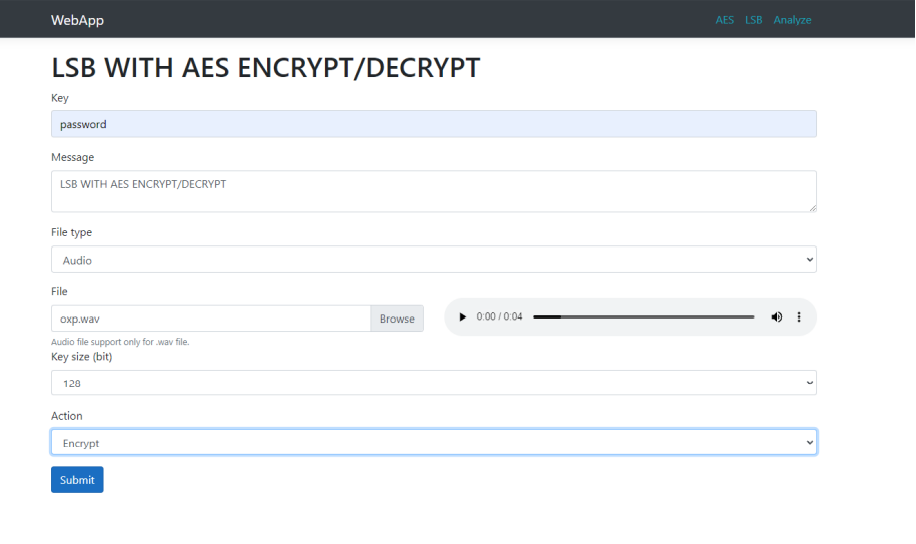 WebApp
AES LSB Analyze
LSB WITH AES ENCRYPT/DECRYPT
Key
password
Message
LSB WITH AES ENCRYPT/DECRYPT
File type
Audio
File
oxp.wav Browse 0:00 / 0:04
Audio file support only for .wav file.
Key size (bit)
128
Action
Encrypt
Submit